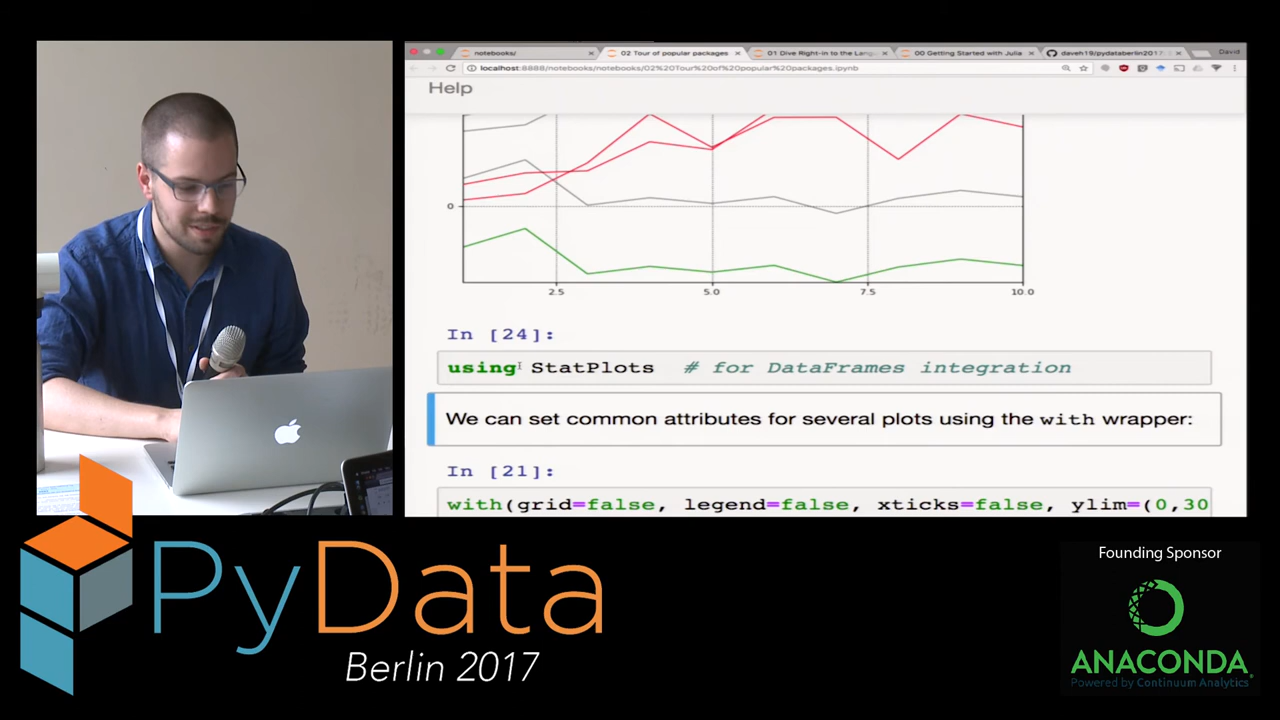 notebooks/
02 Tour of popular packages
01 Dive Right-in to the Lang
00 Getting Started with Julia
daveh19/pydataberlin2017
David
localhost:8888/notebooks/notebooks/02%20Tour%20of%20popular%20packages.ipynb
Help
0
2.5 5.0 7.5 10.0
In [24]:
using StatPlots # for DataFrames integration
We can set common attributes for several plots using the with wrapper:
In [21]:
with(grid=false, legend=false, xticks=false, ylim=(0,30
PyData
Berlin 2017
Founding Sponsor
ANACONDA
Powered by Continuum Analytics